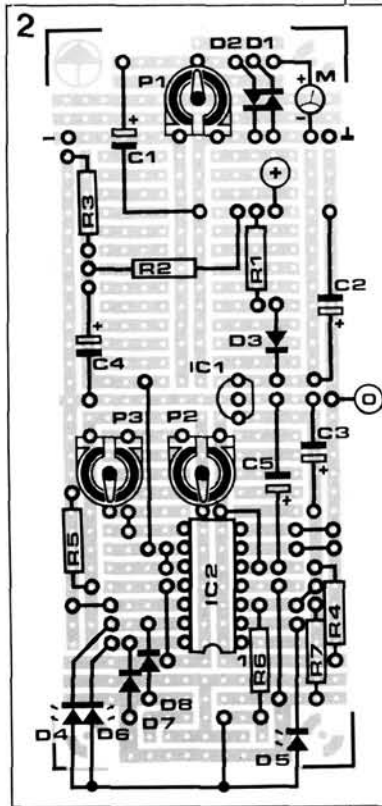 2
D2 D1
P1
+
M
-
-
⊥
+
C1
+
R3
R2
R1
C2
+
D3
+
C4
IC1
0
P3
P2
C3
+
C5
+
R5
IC2
R4
R7
R6
1
D8
D7
D4
D6
D5